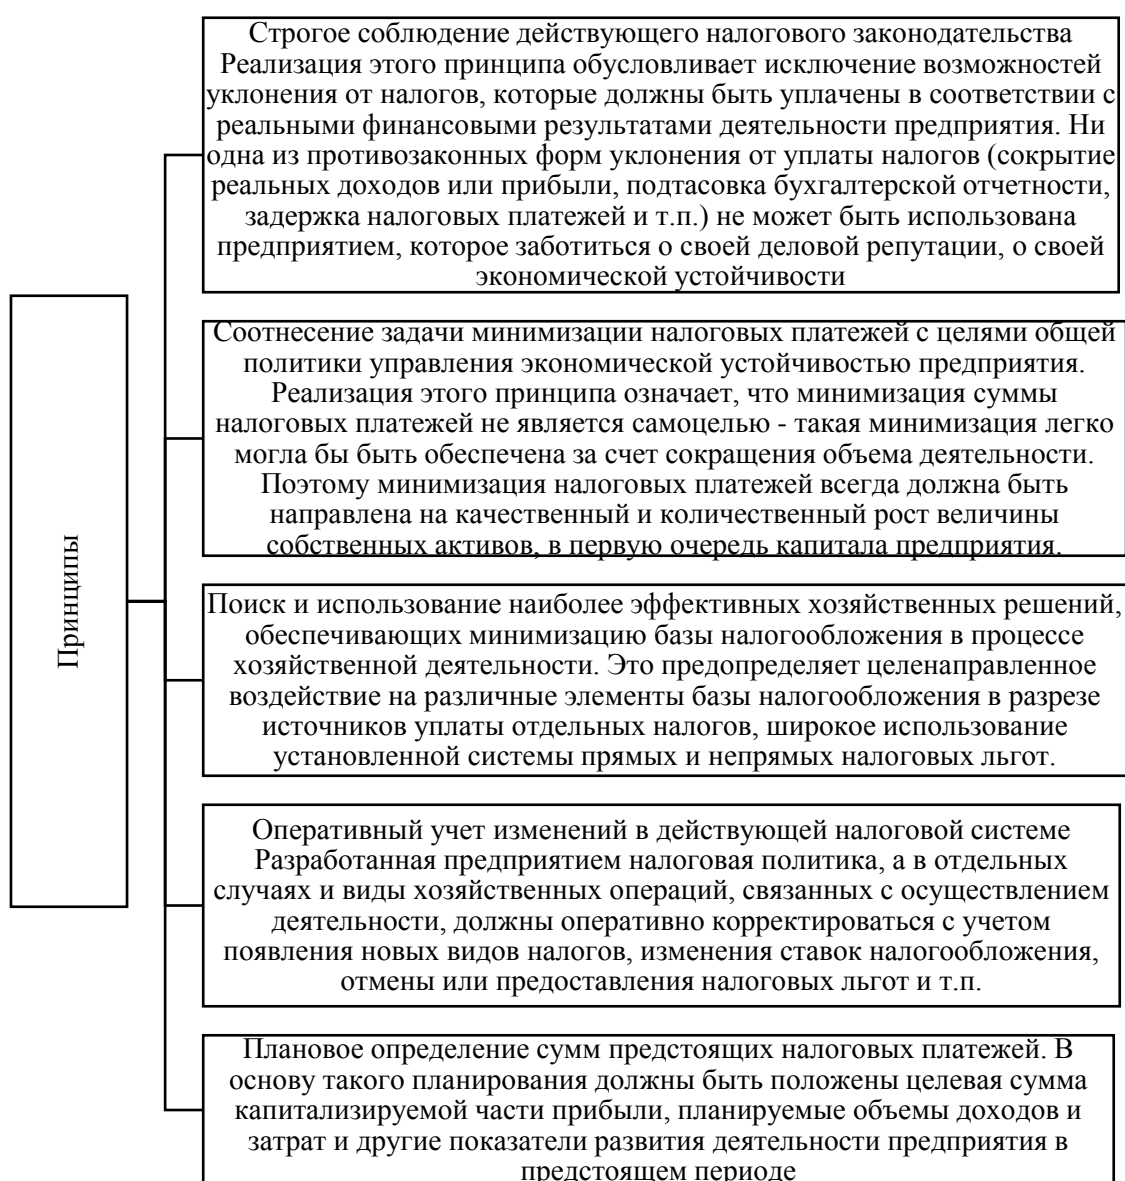 Принципы
Строгое соблюдение действующего налогового законодательства
Реализация этого принципа обусловливает исключение возможностей
уклонения от налогов, которые должны быть уплачены в соответствии с
реальными финансовыми результатами деятельности предприятия. Ни
одна из противозаконных форм уклонения от уплаты налогов (сокрытие
реальных доходов или прибыли, подтасовка бухгалтерской отчетности,
задержка налоговых платежей и т.п.) не может быть использована
предприятием, которое заботиться о своей деловой репутации, о своей
экономической устойчивости
Соотнесение задачи минимизации налоговых платежей с целями общей
политики управления экономической устойчивостью предприятия.
Реализация этого принципа означает, что минимизация суммы
налоговых платежей не является самоцелью - такая минимизация легко
могла бы быть обеспечена за счет сокращения объема деятельности.
Поэтому минимизация налоговых платежей всегда должна быть
направлена на качественный и количественный рост величины
собственных активов, в первую очередь капитала предприятия.
Поиск и использование наиболее эффективных хозяйственных решений,
обеспечивающих минимизацию базы налогообложения в процессе
хозяйственной деятельности. Это предопределяет целенаправленное
воздействие на различные элементы базы налогообложения в разрезе
источников уплаты отдельных налогов, широкое использование
установленной системы прямых и непрямых налоговых льгот.
Оперативный учет изменений в действующей налоговой системе
Разработанная предприятием налоговая политика, а в отдельных
случаях и виды хозяйственных операций, связанных с осуществлением
деятельности, должны оперативно корректироваться с учетом
появления новых видов налогов, изменения ставок налогообложения,
отмены или предоставления налоговых льгот и т.п.
Плановое определение сумм предстоящих налоговых платежей. В
основу такого планирования должны быть положены целевая сумма
капитализируемой части прибыли, планируемые объемы доходов и
затрат и другие показатели развития деятельности предприятия в
предстоящем периоде